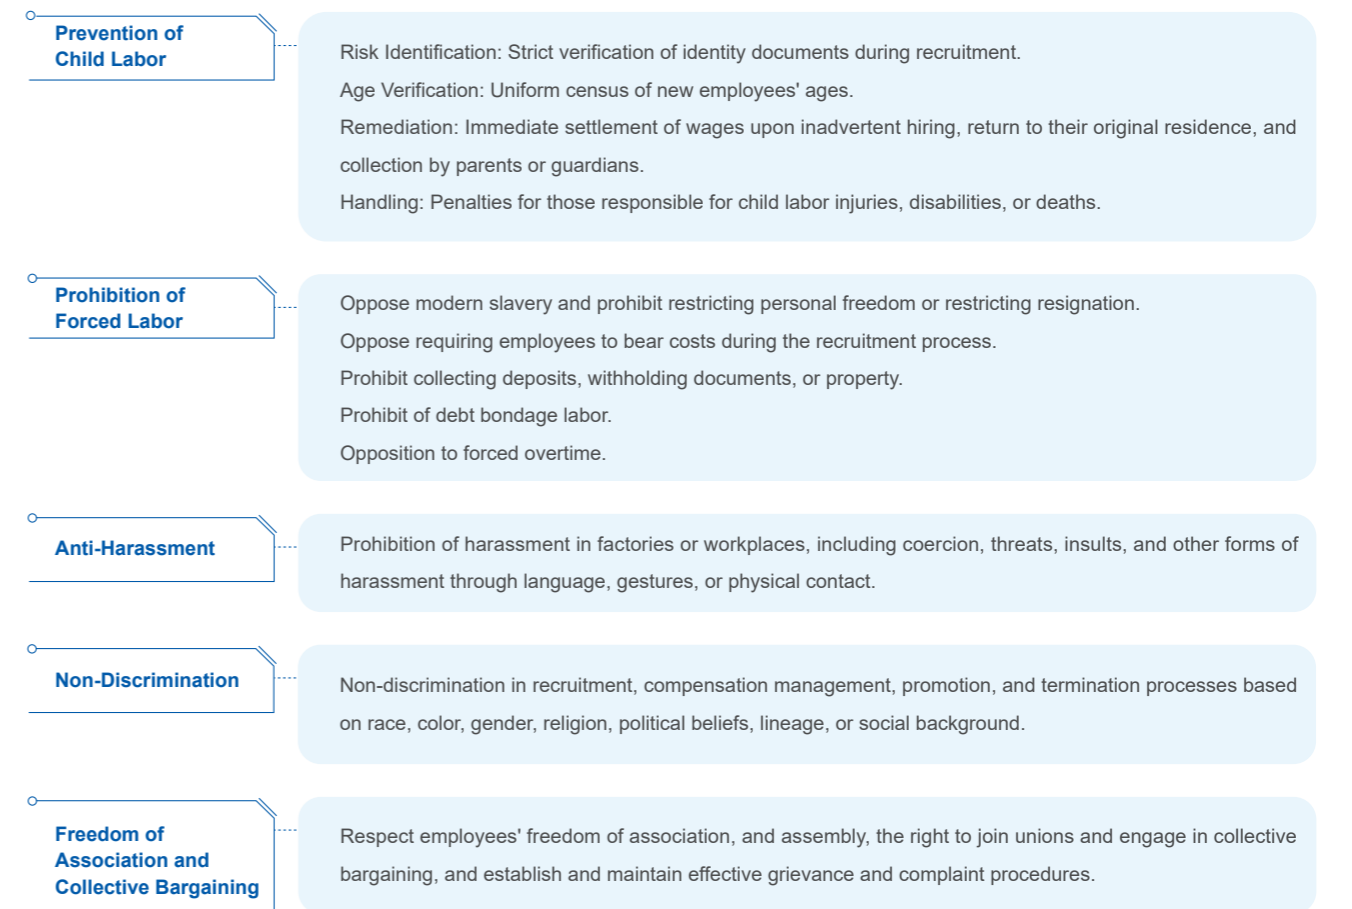 Prevention of
Child Labor
Risk Identification: Strict verification of identity documents during recruitment.
Age Verification: Uniform census of new employees' ages.
Remediation: Immediate settlement of wages upon inadvertent hiring, return to their original residence, and
collection by parents or guardians.
Handling: Penalties for those responsible for child labor injuries, disabilities, or deaths.
Prohibition of
Forced Labor
Oppose modern slavery and prohibit restricting personal freedom or restricting resignation.
Oppose requiring employees to bear costs during the recruitment process.
Prohibit collecting deposits, withholding documents, or property.
Prohibit of debt bondage labor.
Opposition to forced overtime.
Anti-Harassment
Prohibition of harassment in factories or workplaces, including coercion, threats, insults, and other forms of
harassment through language, gestures, or physical contact.
Non-Discrimination
Non-discrimination in recruitment, compensation management, promotion, and termination processes based
on race, color, gender, religion, political beliefs, lineage, or social background.
Freedom of
Association and
Collective Bargaining
Respect employees' freedom of association, and assembly, the right to join unions and engage in collective
bargaining, and establish and maintain effective grievance and complaint procedures.